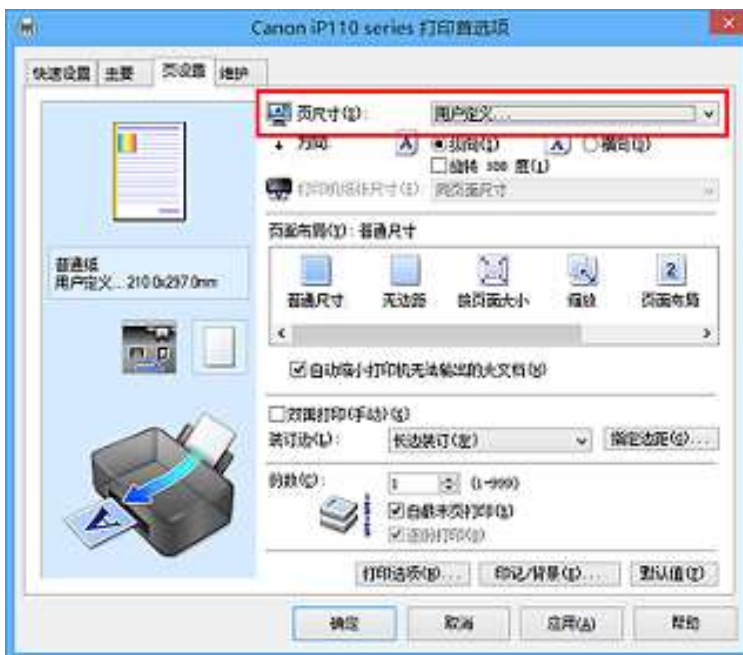 Canon iP110 series 打印首选项
快速设置 主要 页设置 维护
页尺寸(Z): 用户定义...
方向: A 纵向(T) A 横向(Q)
旋转 180 度(I)
打印机纸张尺寸(E) 同页面尺寸
页面布局(Y): 普通尺寸
普通尺寸 无边距 按页面大小 缩放 页面布局
普通纸
用户定义... 210.0x297.0mm
自动缩小打印机无法输出的大文档(W)
双面打印(手动)(X)
装订边(L): 长边装订(左) 指定边距(G)...
份数(C): 1 (1-999)
自最末页打印(S)
逐份打印(O)
打印选项(B)... 印记/背景(P)... 默认值(F)
确定 取消 应用(A) 帮助